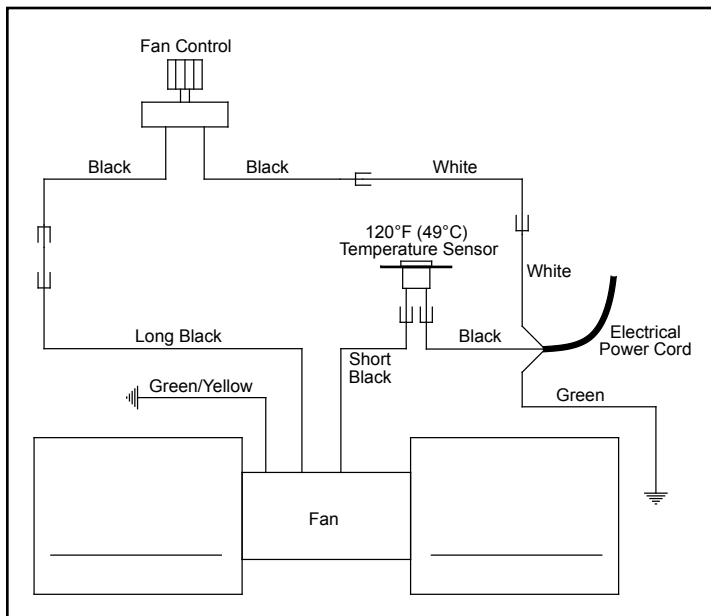 Fan Control
Black
Black
White
120°F (49°C)
Temperature Sensor
White
Long Black
Short
Black
Black
Electrical
Power Cord
Green/Yellow
Green
Fan